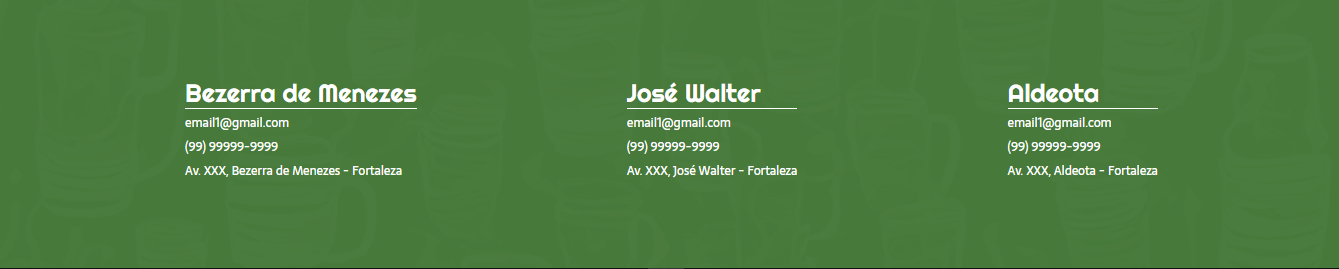 Bezerra de Menezes
email1@gmail.com
(99) 99999-9999
Av. XXX, Bezerra de Menezes - Fortaleza
José Walter
email1@gmail.com
(99) 99999-9999
Av. XXX, José Walter - Fortaleza
Aldeota
email1@gmail.com
(99) 99999-9999
Av. XXX, Aldeota - Fortaleza